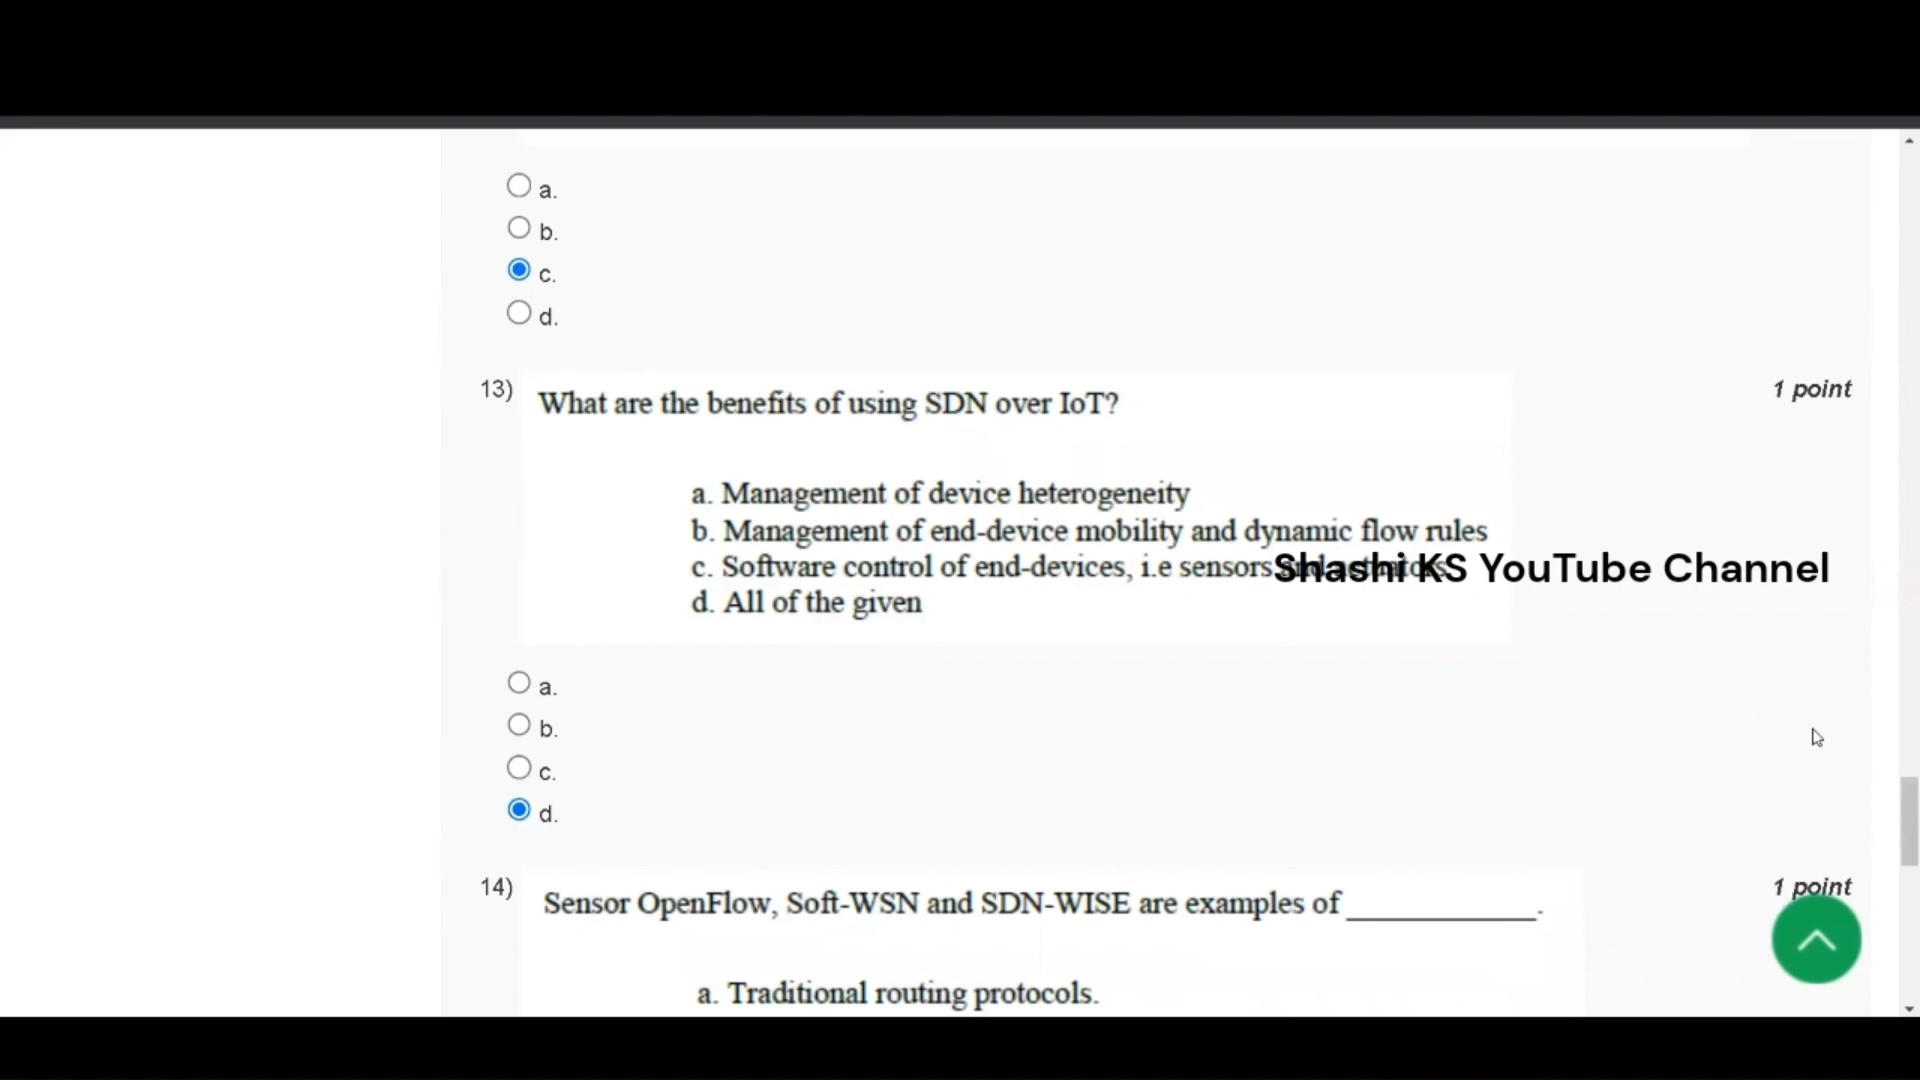 a.
b.
c.
d.
13)
1 point
What are the benefits of using SDN over IoT?
a. Management of device heterogeneity
b. Management of end-device mobility and dynamic flow rules
c. Software control of end-devices, i.e sensors
Shashi KS YouTube Channel
d. All of the given
a.
b.
c.
d.
14)
1 point
Sensor OpenFlow, Soft-WSN and SDN-WISE are examples of ____________.
a. Traditional routing protocols.